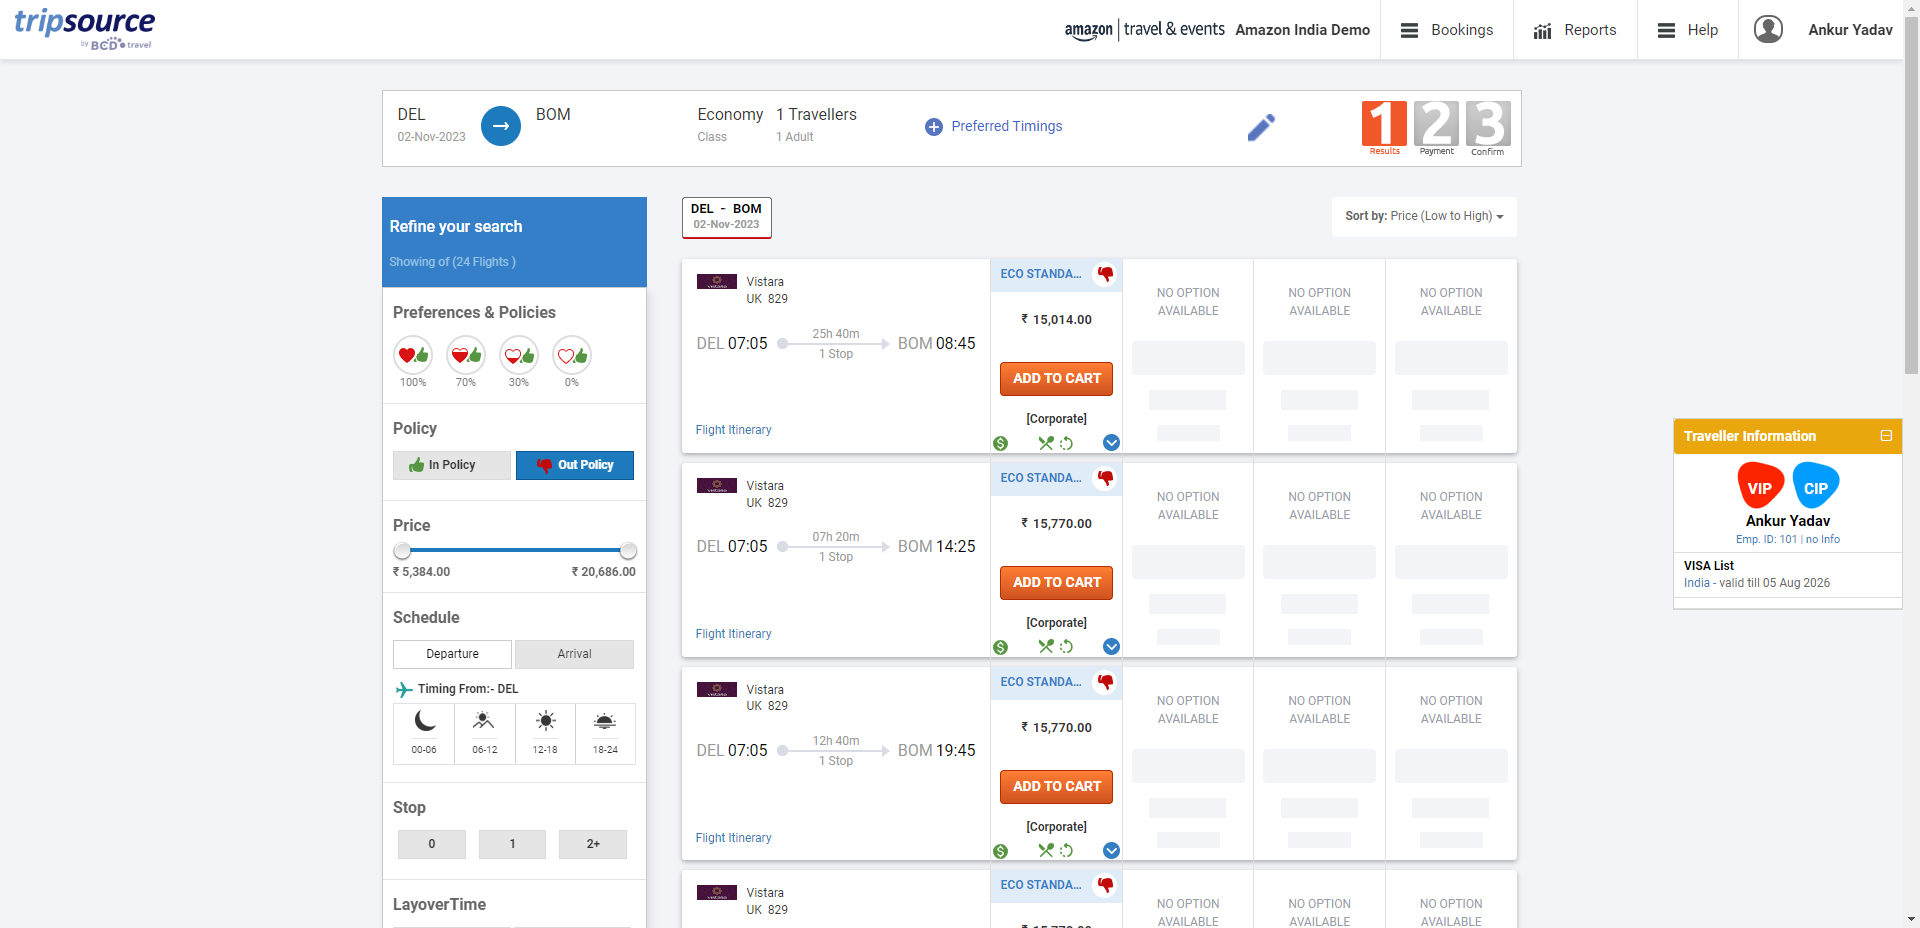 tripsource
by BCD travel
amazon | travel & events
Amazon India Demo
Bookings
Reports
Help
Ankur Yadav
DEL
02-Nov-2023
BOM
Economy
Class
1 Travellers
1 Adult
Preferred Timings
1 2 3
Results
Payment
Confirm
Refine your search
Showing of (24 Flights )
Preferences & Policies
100%
70%
30%
0%
Policy
In Policy
Out Policy
Price
₹ 5,384.00
₹ 20,686.00
Schedule
Departure
Arrival
Timing From:- DEL
00-06
06-12
12-18
18-24
Stop
0
1
2+
LayoverTime
DEL - BOM
02-Nov-2023
Sort by: Price (Low to High)
Vistara
UK 829
DEL 07:05
25h 40m
1 Stop
BOM 08:45
Flight Itinerary
ECO STANDA...
₹ 15,014.00
ADD TO CART
[Corporate]
NO OPTION
AVAILABLE
NO OPTION
AVAILABLE
NO OPTION
AVAILABLE
Vistara
UK 829
DEL 07:05
07h 20m
1 Stop
BOM 14:25
Flight Itinerary
ECO STANDA...
₹ 15,770.00
ADD TO CART
[Corporate]
NO OPTION
AVAILABLE
NO OPTION
AVAILABLE
NO OPTION
AVAILABLE
Vistara
UK 829
DEL 07:05
12h 40m
1 Stop
BOM 19:45
Flight Itinerary
ECO STANDA...
₹ 15,770.00
ADD TO CART
[Corporate]
NO OPTION
AVAILABLE
NO OPTION
AVAILABLE
NO OPTION
AVAILABLE
Vistara
UK 829
ECO STANDA...
NO OPTION
AVAILABLE
NO OPTION
AVAILABLE
NO OPTION
AVAILABLE
Traveller Information
VIP
CIP
Ankur Yadav
Emp. ID: 101 | no Info
VISA List
India - valid till 05 Aug 2026